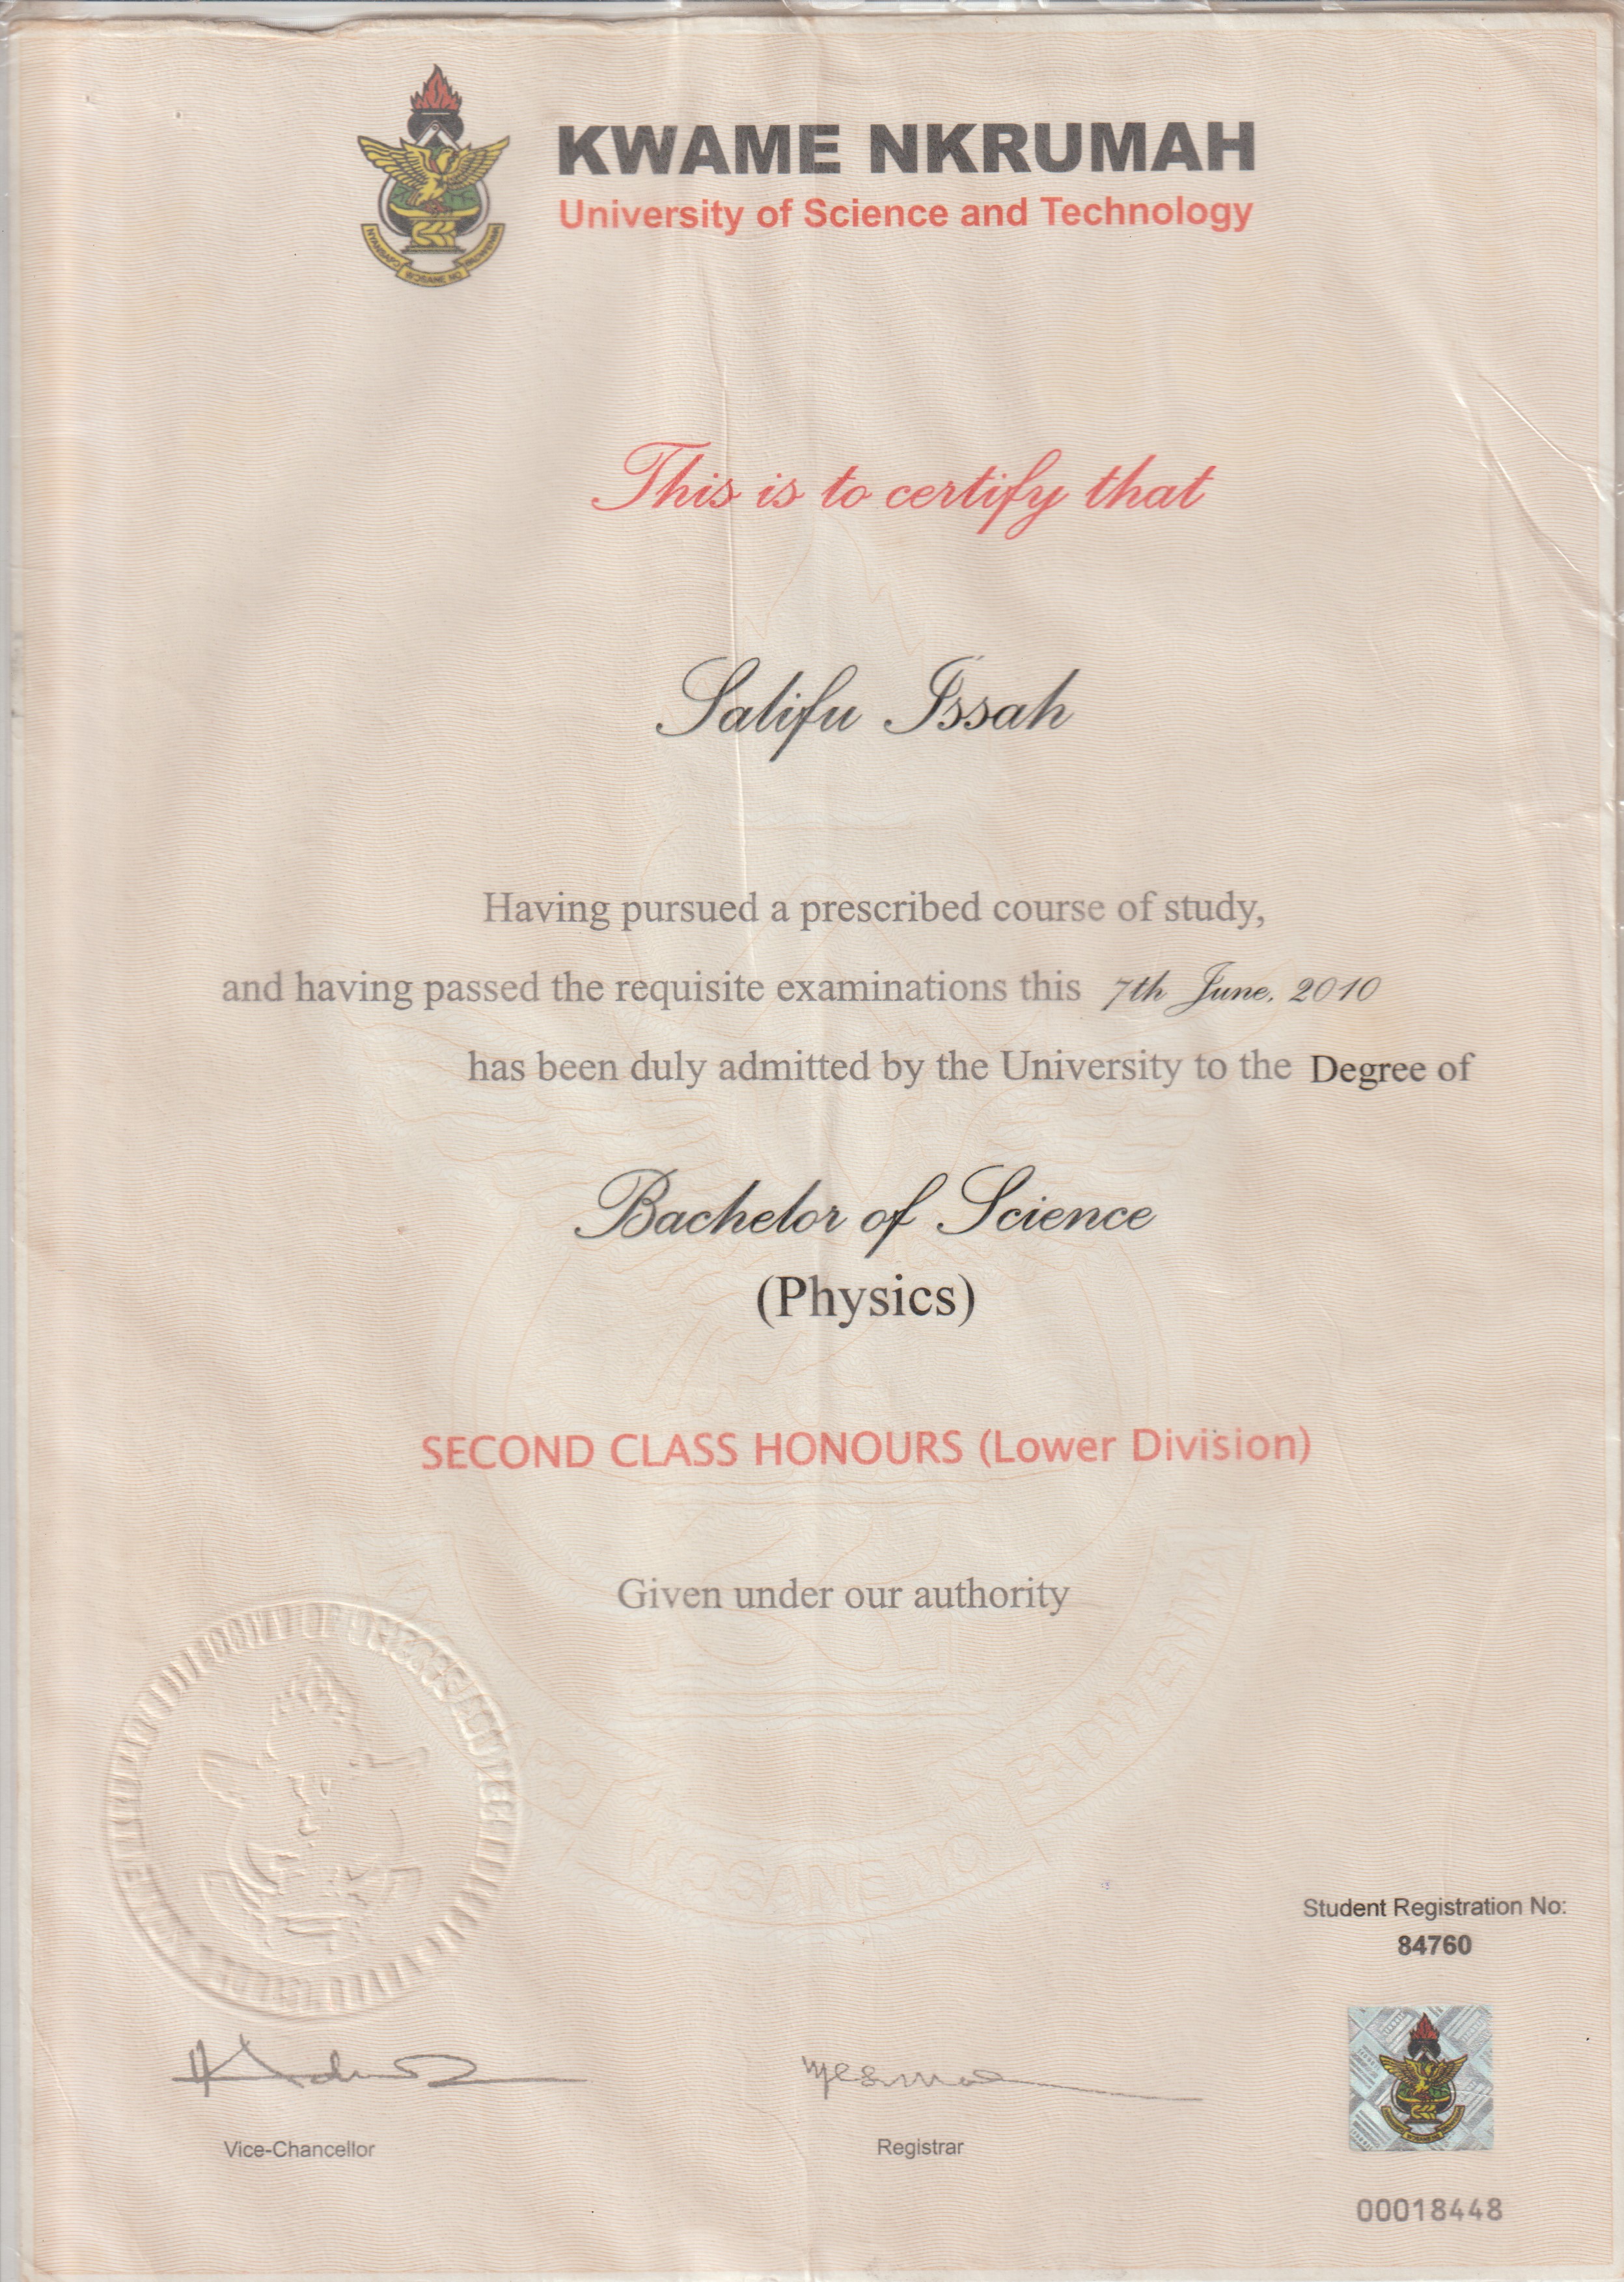 KWAME NKRUMAH
University of Science and Technology
WOSANE NO
This is to certify that
Salifu Issah
Having pursued a prescribed course of study,
and having passed the requisite examinations this 7th June, 2010
has been duly admitted by the University to the Degree of
Bachelor of Science
(Physics)
SECOND CLASS HONOURS (Lower Division)
Given under our authority
UNIVERSITY OF SCIENCE
Student Registration No:
84760
Vice-Chancellor
Registrar
00018448